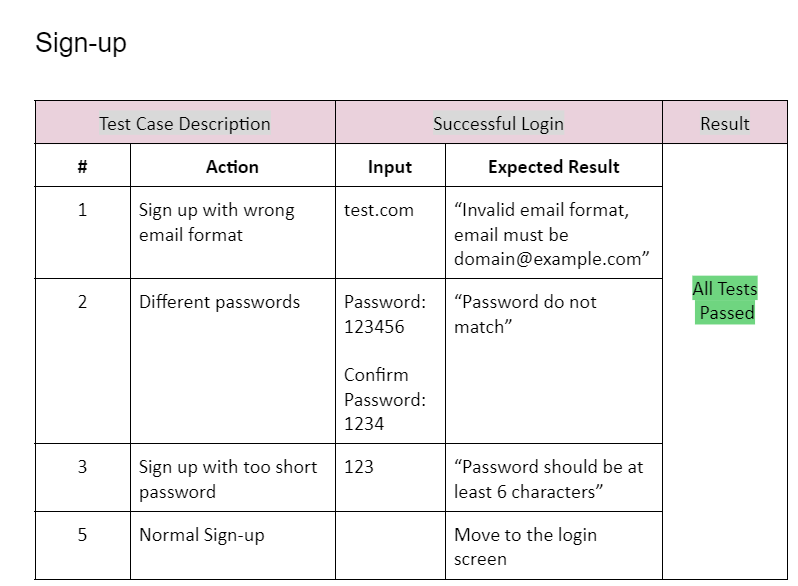 Sign-up
Test Case Description
Successful Login
Result
#
Action
Input
Expected Result
1
Sign up with wrong
email format
test.com
“Invalid email format,
email must be
domain@example.com”
All Tests
Passed
2
Different passwords
Password:
123456
Confirm
Password:
1234
“Password do not
match”
3
Sign up with too short
password
123
“Password should be at
least 6 characters”
5
Normal Sign-up
Move to the login
screen